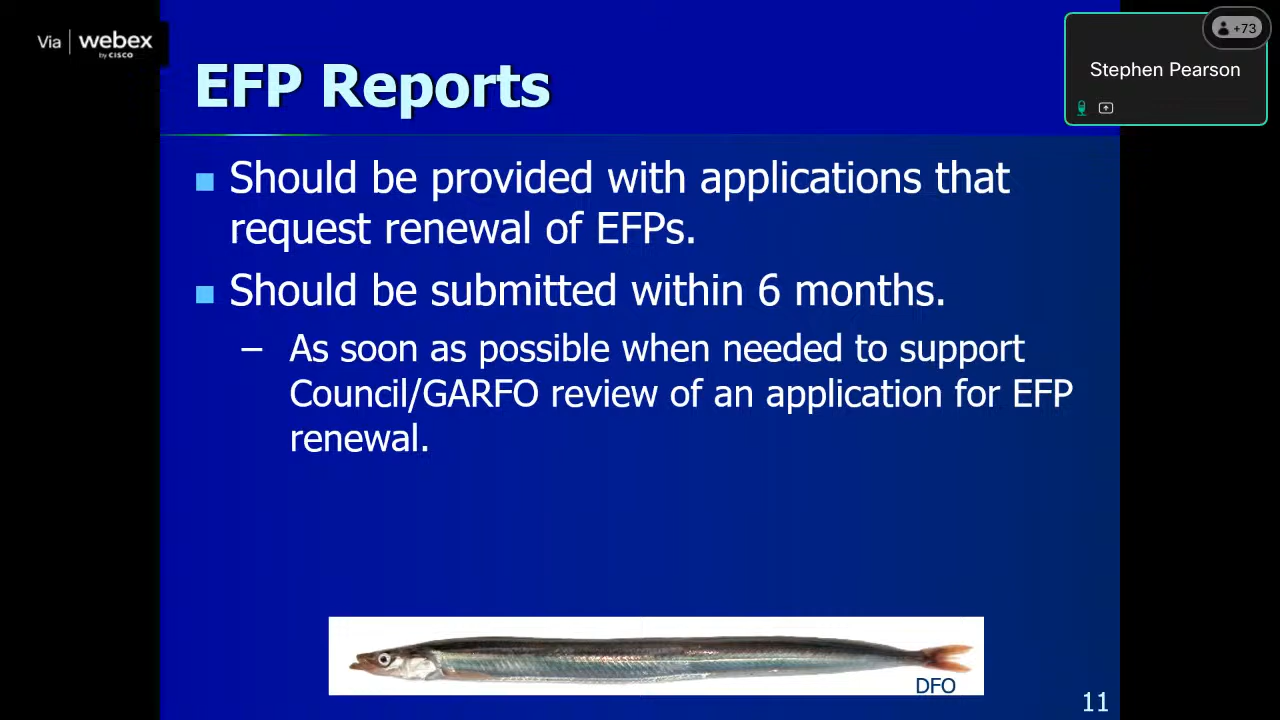 Via | webex
by CISCO
+73
Stephen Pearson
EFP Reports
Should be provided with applications that
request renewal of EFPs.
Should be submitted within 6 months.
– As soon as possible when needed to support
Council/GARFO review of an application for EFP
renewal.
DFO
11